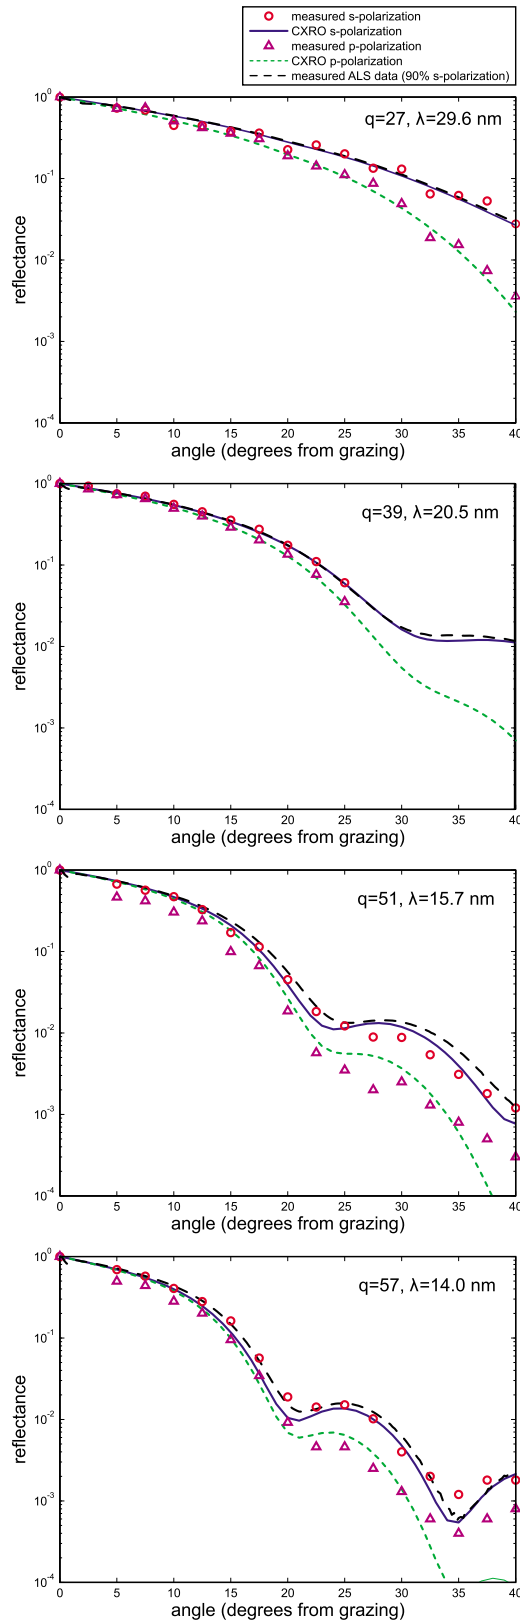 measured s-polarization
CXRO s-polarization
measured p-polarization
CXRO p-polarization
measured ALS data (90% s-polarization)
10^0
10^-1
10^-2
10^-3
10^-4
reflectance
q=27, λ=29.6 nm
0 5 10 15 20 25 30 35 40
angle (degrees from grazing)
10^0
10^-1
10^-2
10^-3
10^-4
reflectance
q=39, λ=20.5 nm
0 5 10 15 20 25 30 35 40
angle (degrees from grazing)
10^0
10^-1
10^-2
10^-3
10^-4
reflectance
q=51, λ=15.7 nm
0 5 10 15 20 25 30 35 40
angle (degrees from grazing)
10^0
10^-1
10^-2
10^-3
10^-4
reflectance
q=57, λ=14.0 nm
0 5 10 15 20 25 30 35 40
angle (degrees from grazing)